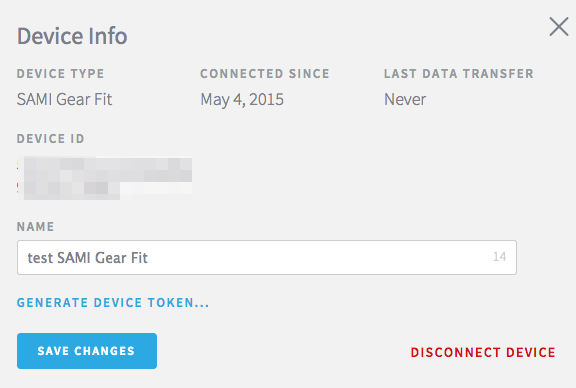 Device Info
DEVICE TYPE CONNECTED SINCE LAST DATA TRANSFER
SAMI Gear Fit May 4, 2015 Never
DEVICE ID
NAME
test SAMI Gear Fit 14
GENERATE DEVICE TOKEN...
SAVE CHANGES DISCONNECT DEVICE